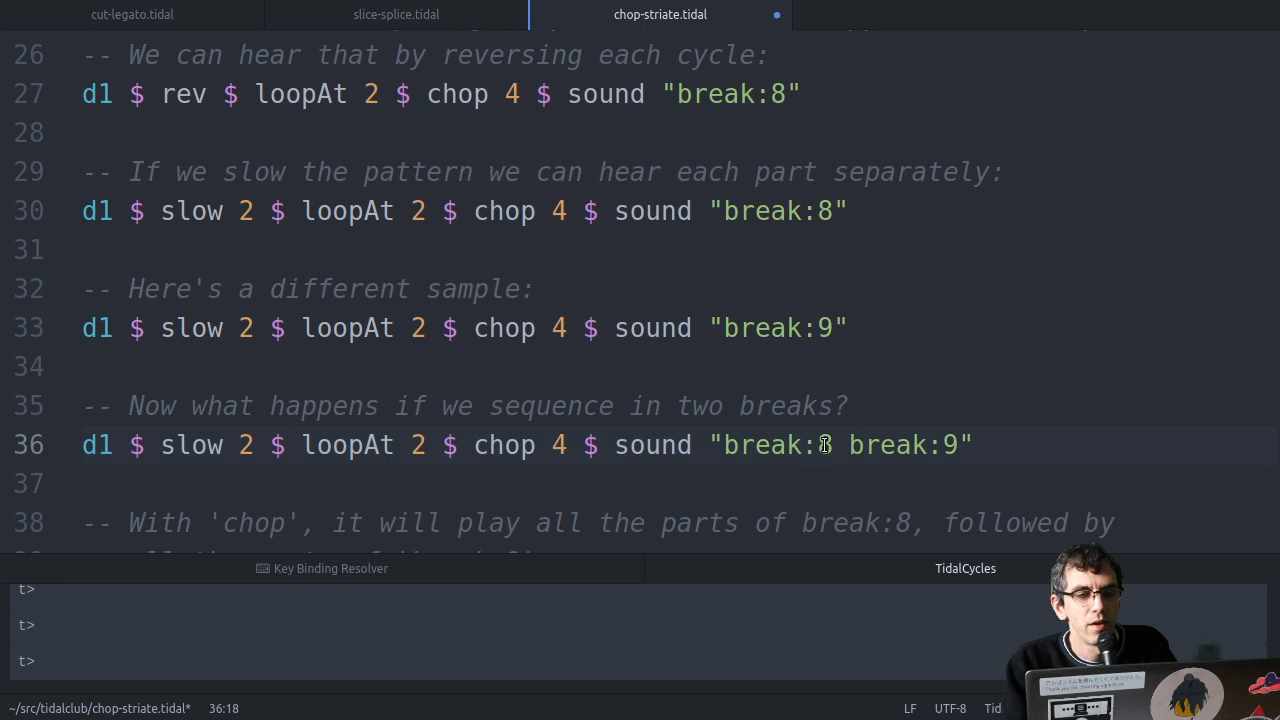 cut-legato.tidal
slice-splice.tidal
chop-striate.tidal
26 -- We can hear that by reversing each cycle:
27 d1 $ rev $ loopAt 2 $ chop 4 $ sound "break:8"
28
29 -- If we slow the pattern we can hear each part separately:
30 d1 $ slow 2 $ loopAt 2 $ chop 4 $ sound "break:8"
31
32 -- Here's a different sample:
33 d1 $ slow 2 $ loopAt 2 $ chop 4 $ sound "break:9"
34
35 -- Now what happens if we sequence in two breaks?
36 d1 $ slow 2 $ loopAt 2 $ chop 4 $ sound "break:8 break:9"
37
38 -- With 'chop', it will play all the parts of break:8, followed by
Key Binding Resolver
TidalCycles
t>
t>
t>
~/src/tidalclub/chop-striate.tidal* 36:18
LF UTF-8 Tid